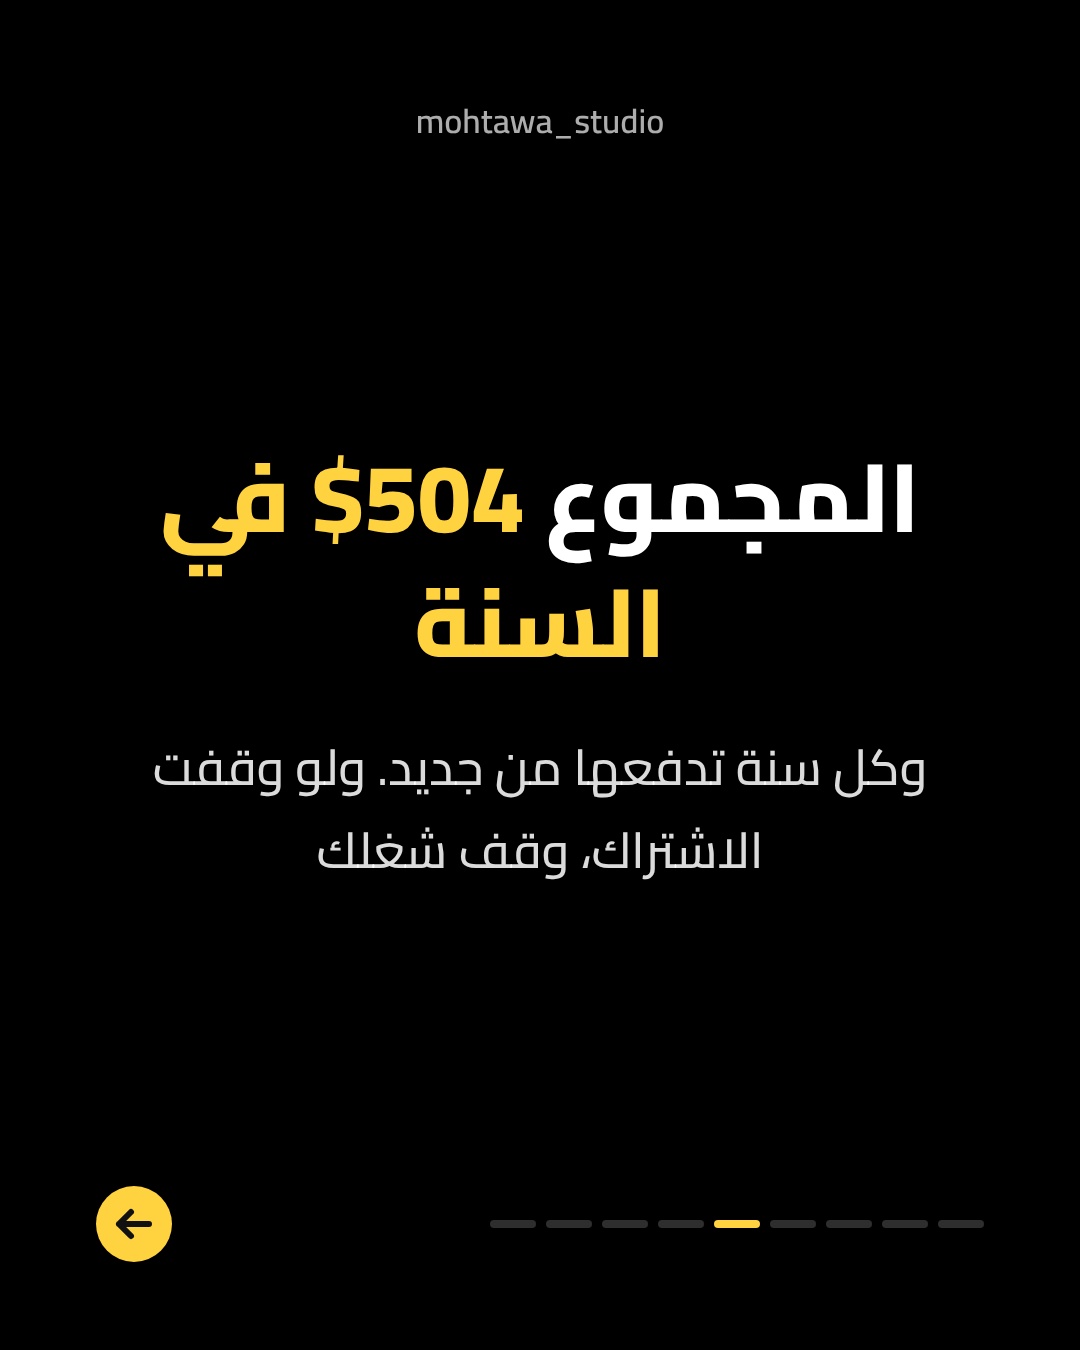 mohtawa_studio
المجموع 504$ في
السنة
وكل سنة تدفعها من جديد. ولو وقفت
الاشتراك، وقف شغلك